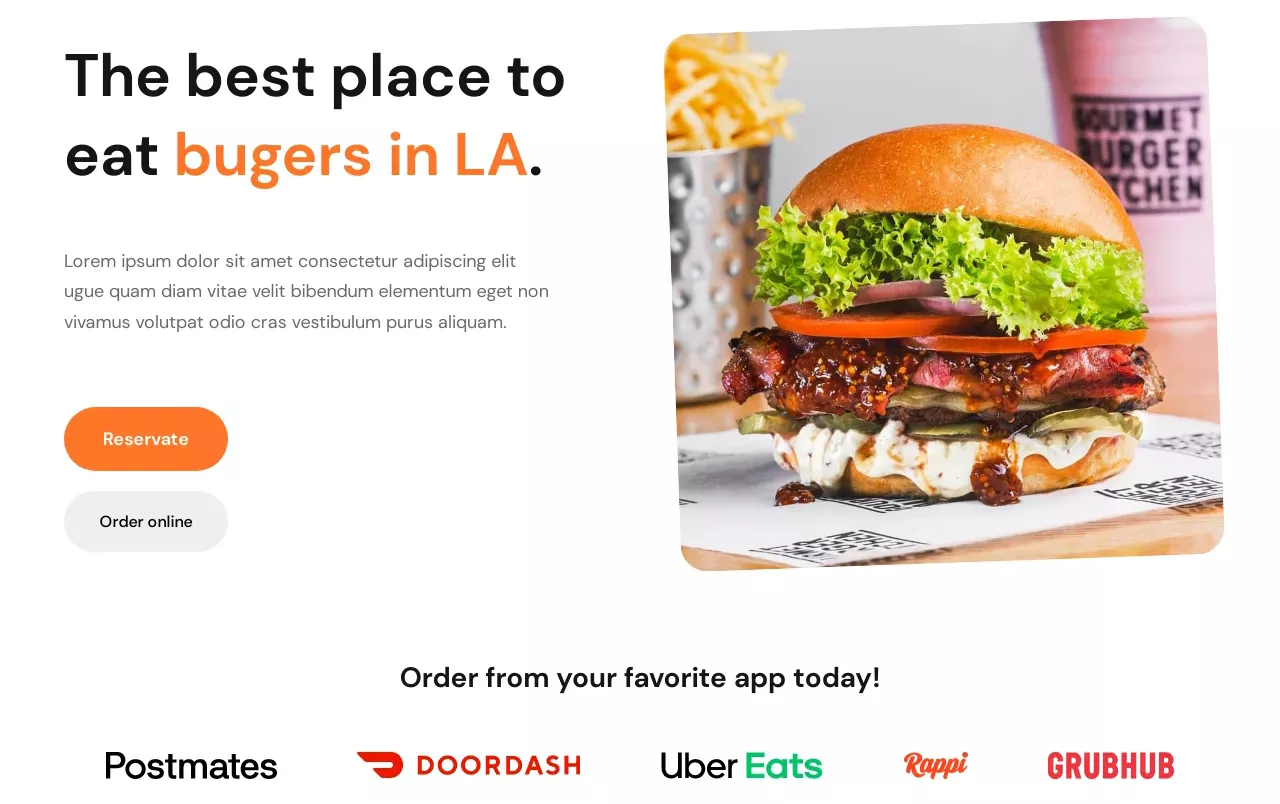 The best place to
eat bugers in LA.
Lorem ipsum dolor sit amet consectetur adipiscing elit
ugue quam diam vitae velit bibendum elementum eget non
vivamus volutpat odio cras vestibulum purus aliquam.
Reservate
Order online
GOURMET
BURGER
KITCHEN
Order from your favorite app today!
Postmates
DOORDASH
Uber Eats
Rappi
GRUBHUB